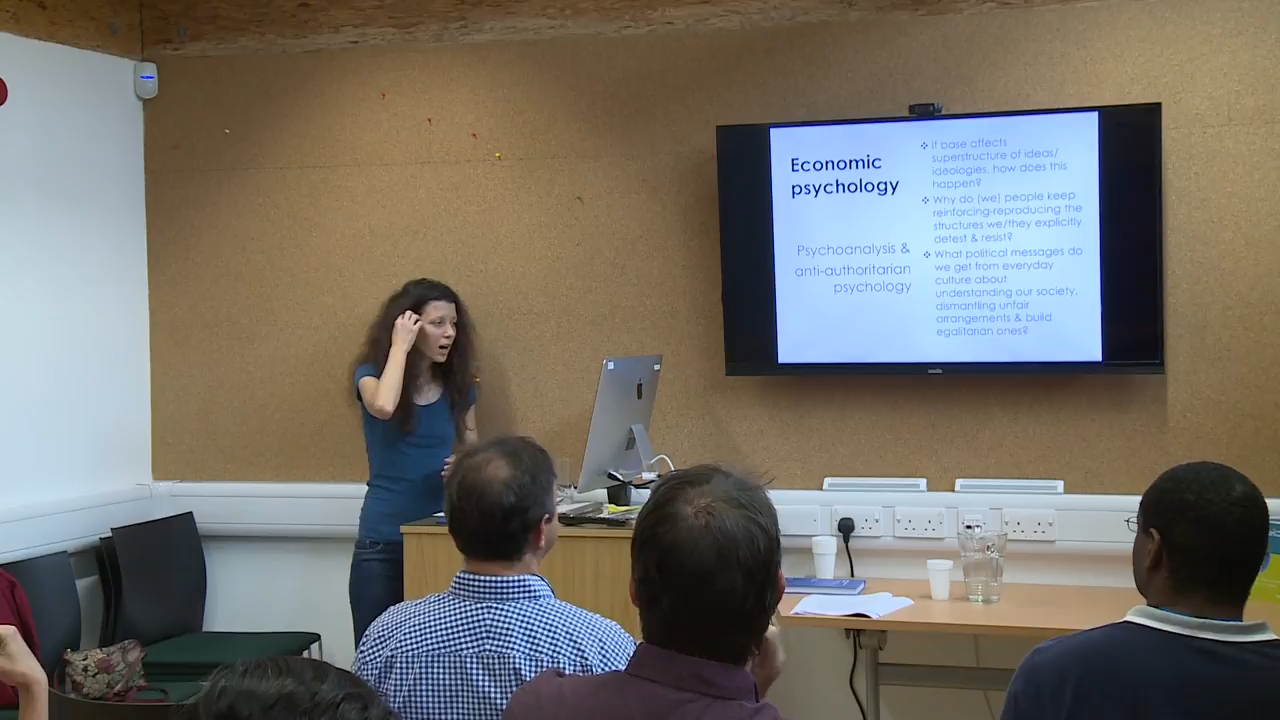 Economic
psychology
Psychoanalysis &
anti-authoritarian
psychology
❖ If base affects
superstructure of ideas/
ideologies, how does this
happen?
❖ Why do (we) people keep
reinforcing-reproducing the
structures we/they explicitly
detest & resist?
❖ What political messages do
we get from everyday
culture about
understanding our society,
dismantling unfair
arrangements & build
egalitarian ones?